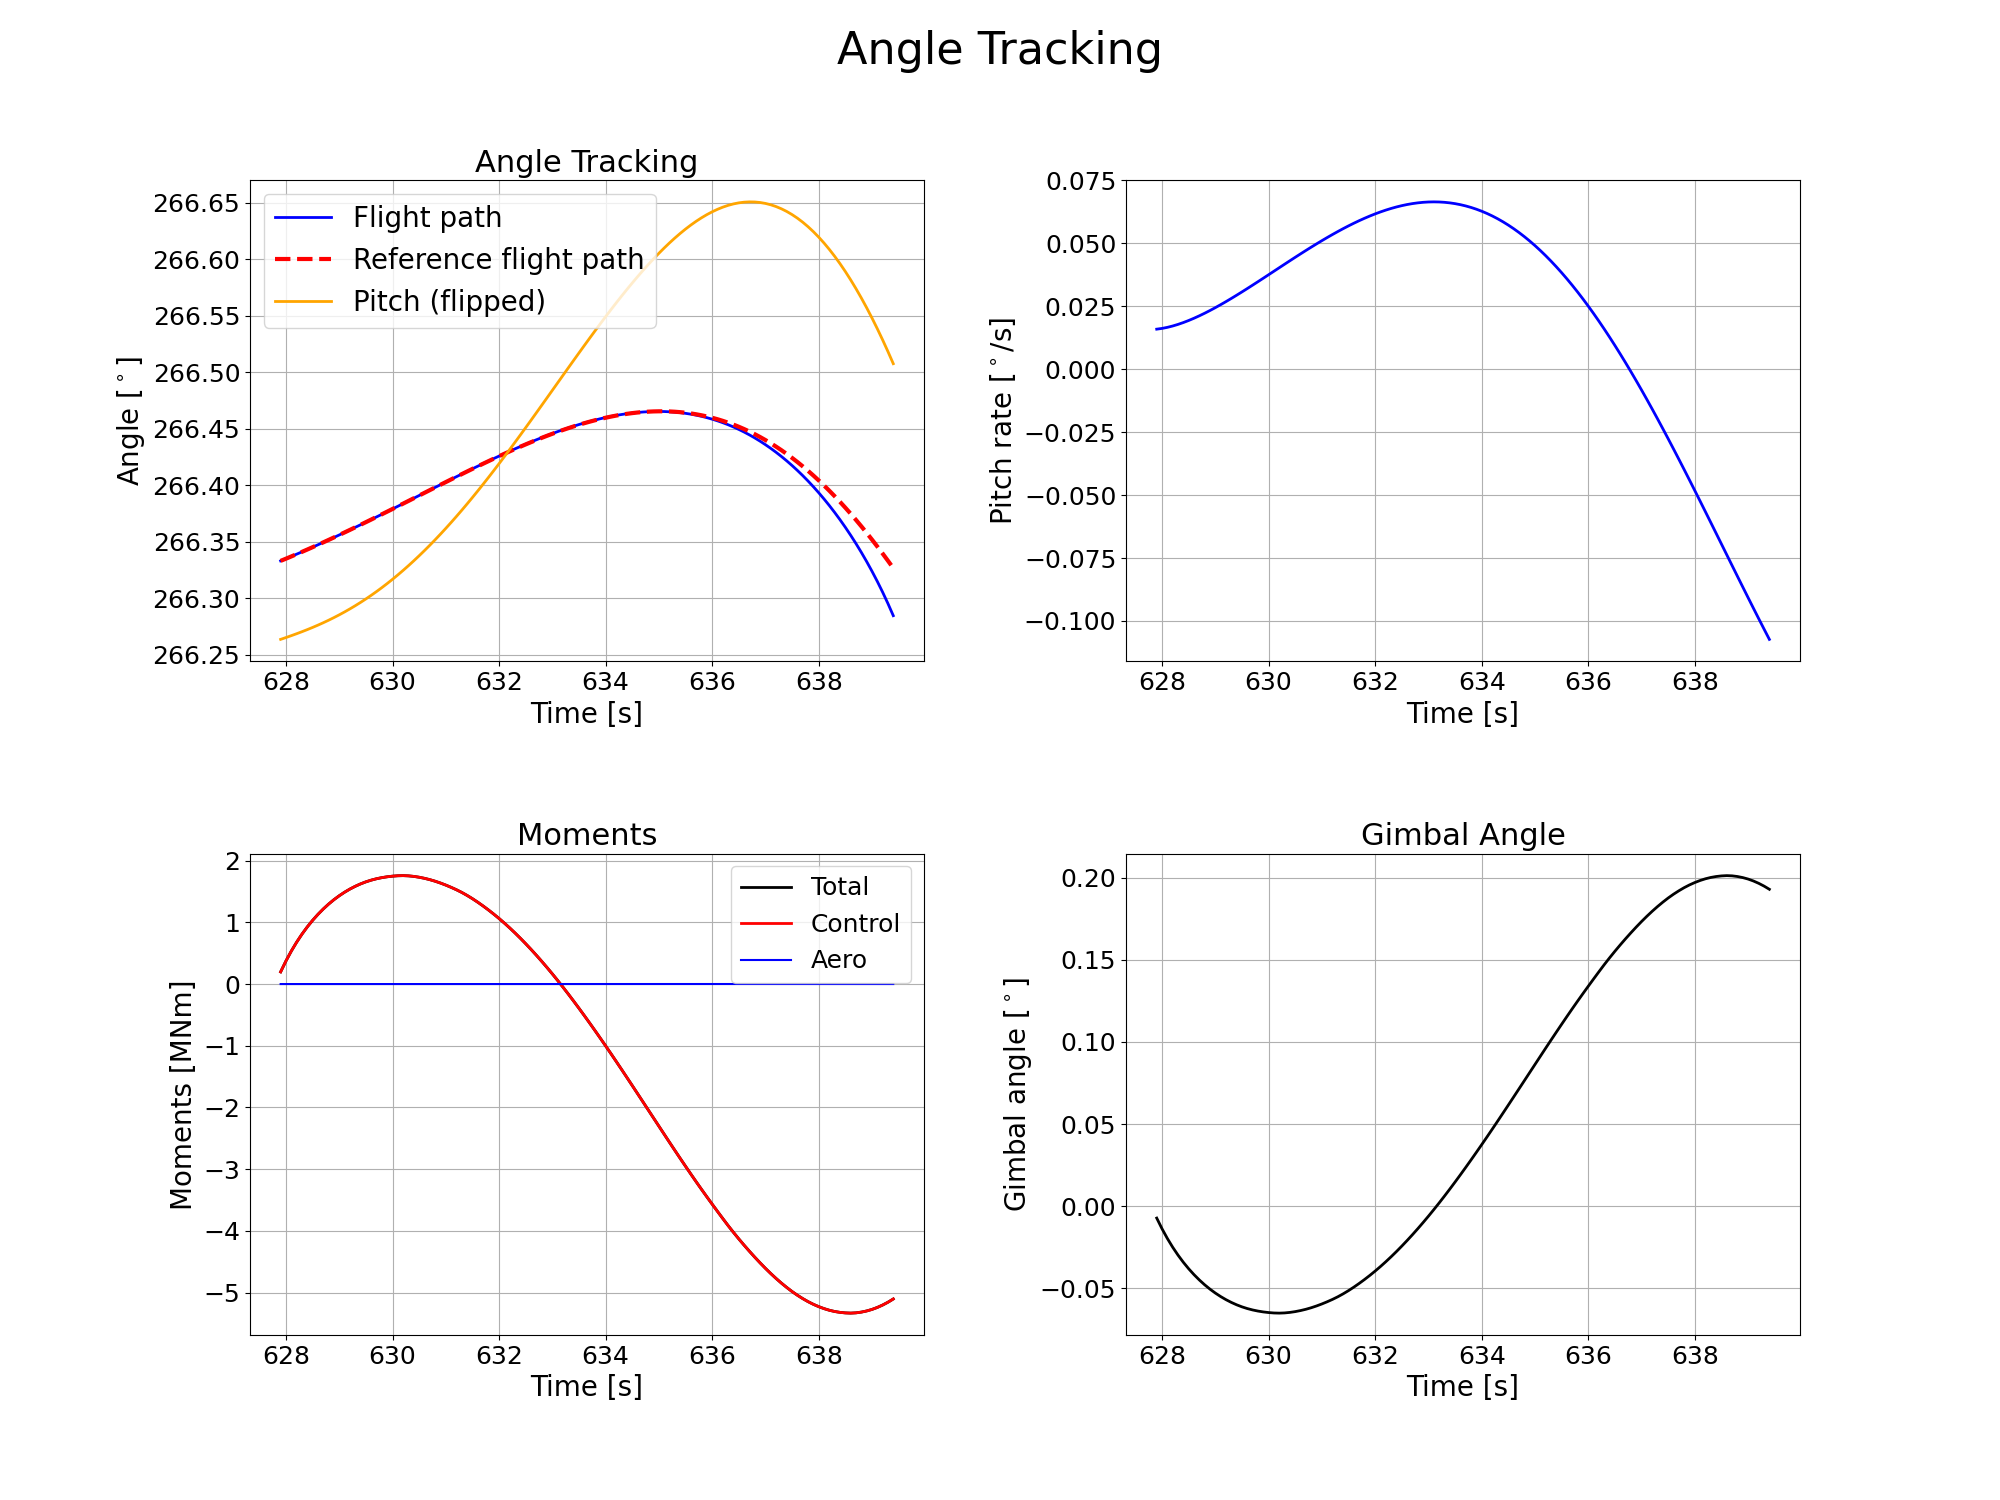 Angle Tracking
Angle Tracking
266.65
266.60
266.55
266.50
266.45
266.40
266.35
266.30
266.25
Angle [°]
Flight path
Reference flight path
Pitch (flipped)
628 630 632 634 636 638
Time [s]
0.075
0.050
0.025
0.000
−0.025
−0.050
−0.075
−0.100
Pitch rate [°/s]
628 630 632 634 636 638
Time [s]
Moments
2
1
0
−1
−2
−3
−4
−5
Moments [MNm]
Total
Control
Aero
628 630 632 634 636 638
Time [s]
Gimbal Angle
0.20
0.15
0.10
0.05
0.00
−0.05
Gimbal angle [°]
628 630 632 634 636 638
Time [s]